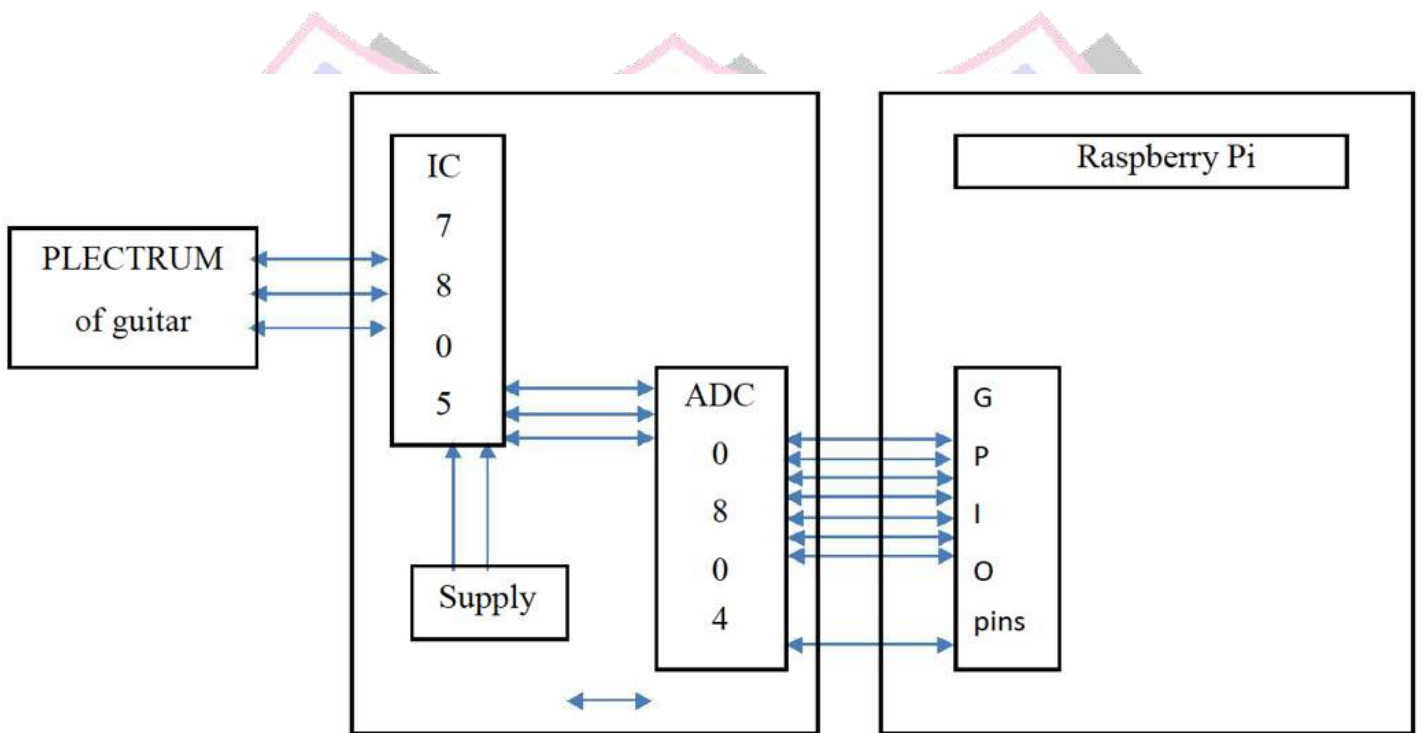 PLECTRUM
of guitar
IC
7
8
0
5
Supply
ADC
0
8
0
4
Raspberry Pi
G
P
I
O
pins